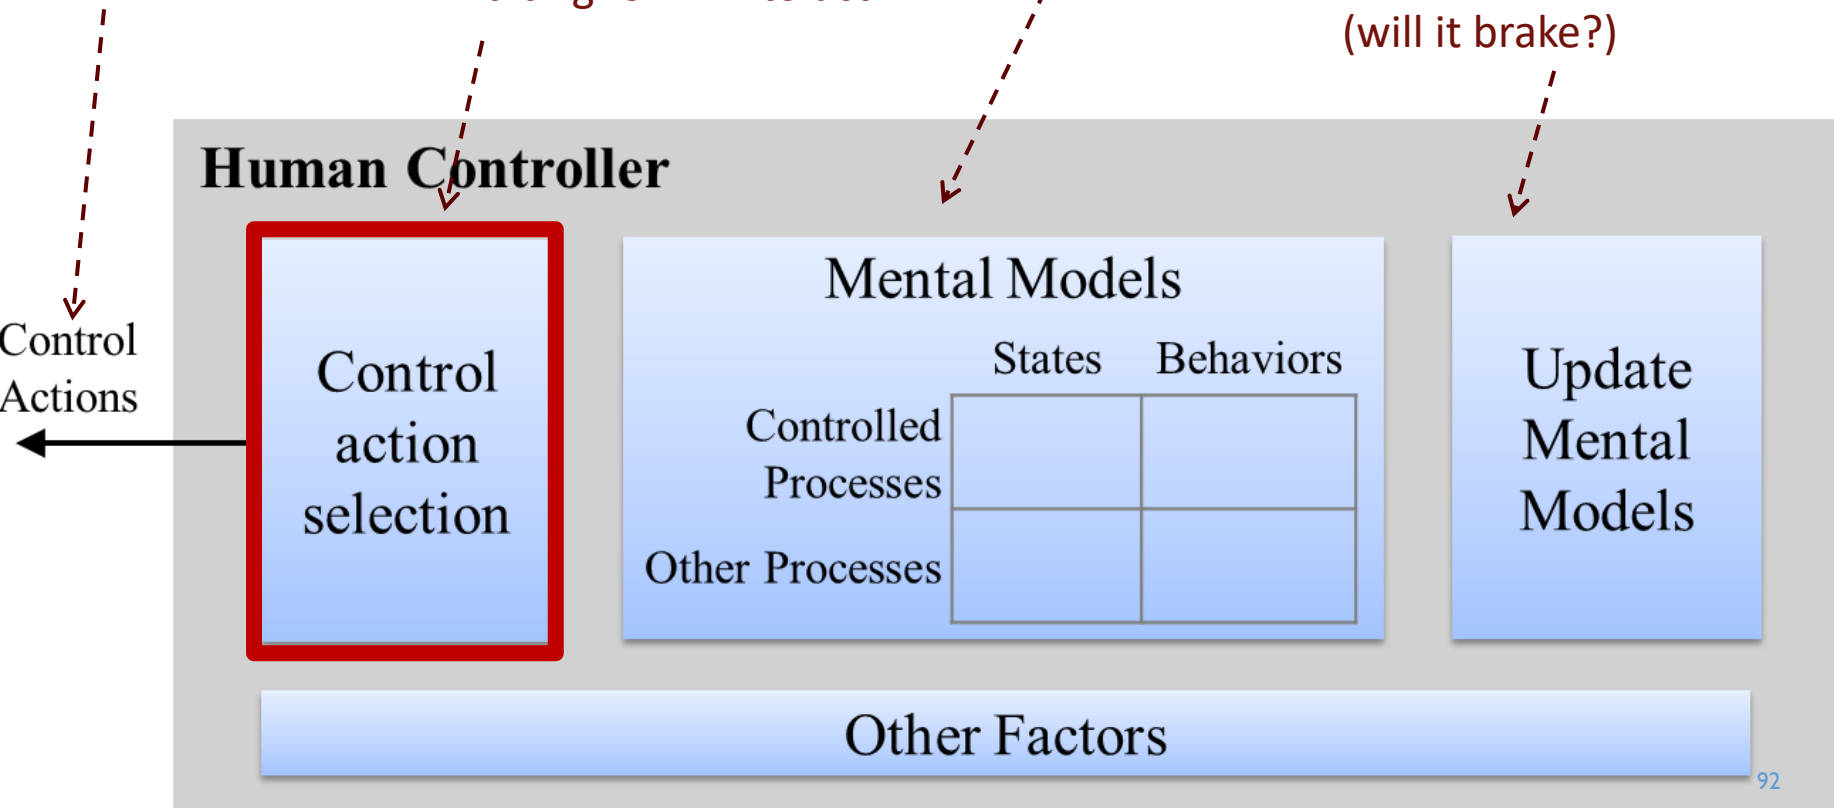 (will it brake?)
Human Controller
Control
Actions
Control
action
selection
Mental Models
States Behaviors
Controlled
Processes
Other Processes
Update
Mental
Models
Other Factors
92